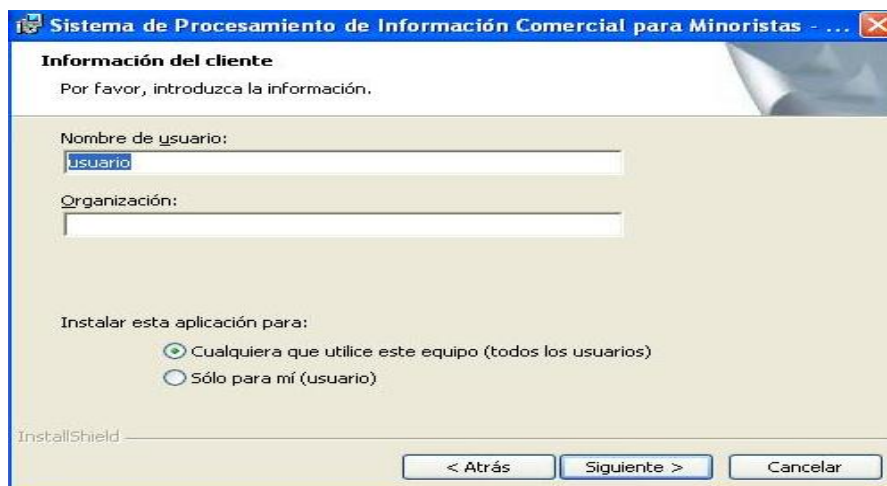 Sistema de Procesamiento de Información Comercial para Minoristas - ...
Información del cliente
Por favor, introduzca la información.
Nombre de usuario:
usuario
Organización:
Instalar esta aplicación para:
Cualquiera que utilice este equipo (todos los usuarios)
Sólo para mí (usuario)
InstallShield
< Atrás Siguiente > Cancelar